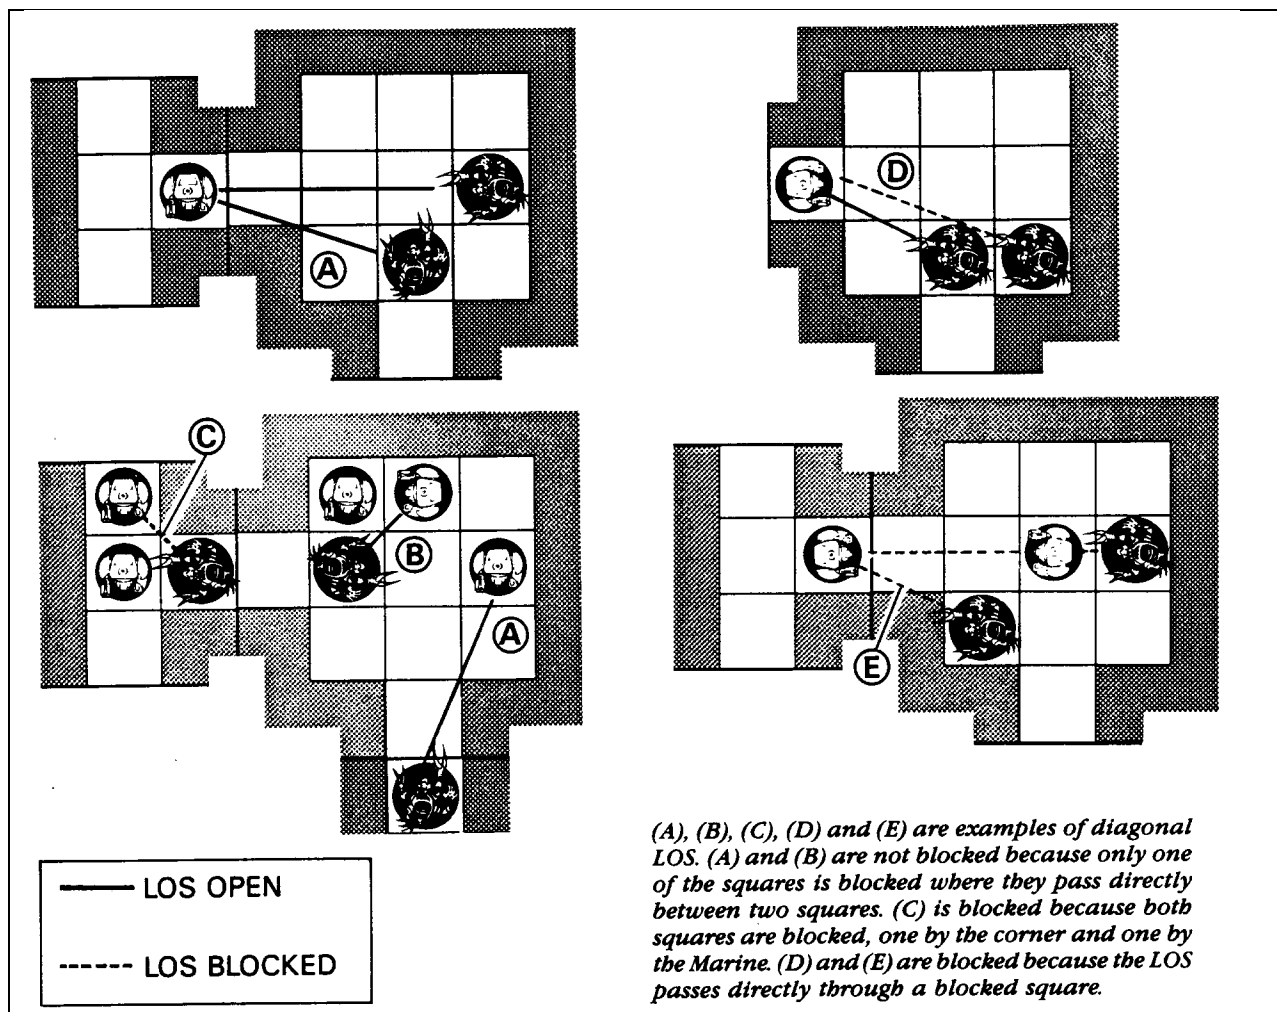 A
D
C
B
A
E
LOS OPEN
LOS BLOCKED
(A), (B), (C), (D) and (E) are examples of diagonal
LOS. (A) and (B) are not blocked because only one
of the squares is blocked where they pass directly
between two squares. (C) is blocked because both
squares are blocked, one by the corner and one by
the Marine. (D) and (E) are blocked because the LOS
passes directly through a blocked square.